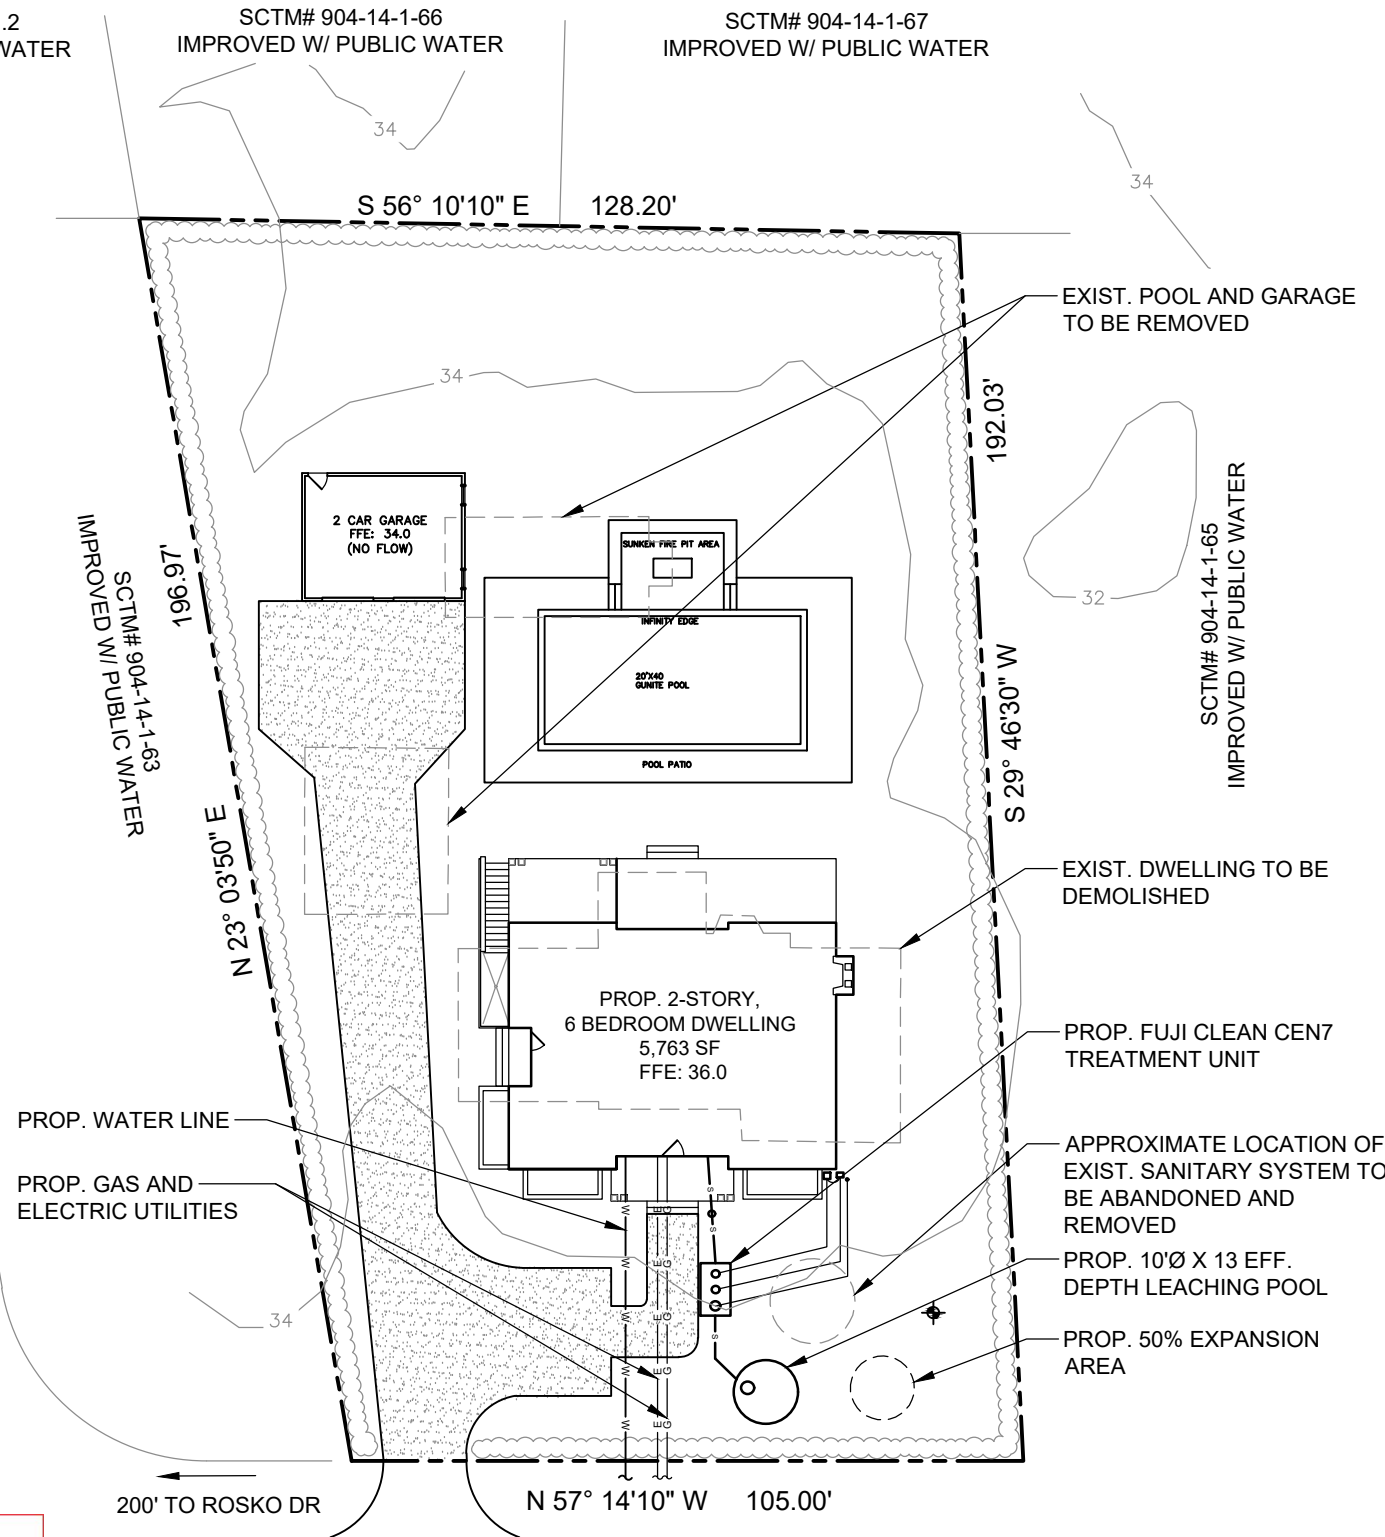 .2
WATER
SCTM# 904-14-1-66
IMPROVED W/ PUBLIC WATER
SCTM# 904-14-1-67
IMPROVED W/ PUBLIC WATER
34
34
S 56° 10'10" E 128.20'
EXIST. POOL AND GARAGE
TO BE REMOVED
34
192.03'
2 CAR GARAGE
FFE: 34.0
(NO FLOW)
SUNKEN FIRE PIT AREA
INFINITY EDGE
20'X40
GUNITE POOL
POOL PATIO
196.97'
SCTM# 904-14-1-63
IMPROVED W/ PUBLIC WATER
N 23° 03'50" E
32
SCTM# 904-14-1-65
IMPROVED W/ PUBLIC WATER
S 29° 46'30" W
EXIST. DWELLING TO BE
DEMOLISHED
PROP. 2-STORY,
6 BEDROOM DWELLING
5,763 SF
FFE: 36.0
PROP. FUJI CLEAN CEN7
TREATMENT UNIT
PROP. WATER LINE
PROP. GAS AND
ELECTRIC UTILITIES
APPROXIMATE LOCATION OF
EXIST. SANITARY SYSTEM TO
BE ABANDONED AND
REMOVED
PROP. 10'Ø X 13 EFF.
DEPTH LEACHING POOL
PROP. 50% EXPANSION
AREA
W E G
W E G
W E G
W E G
W E G
S
S
S
34
200' TO ROSKO DR
N 57° 14'10" W 105.00'